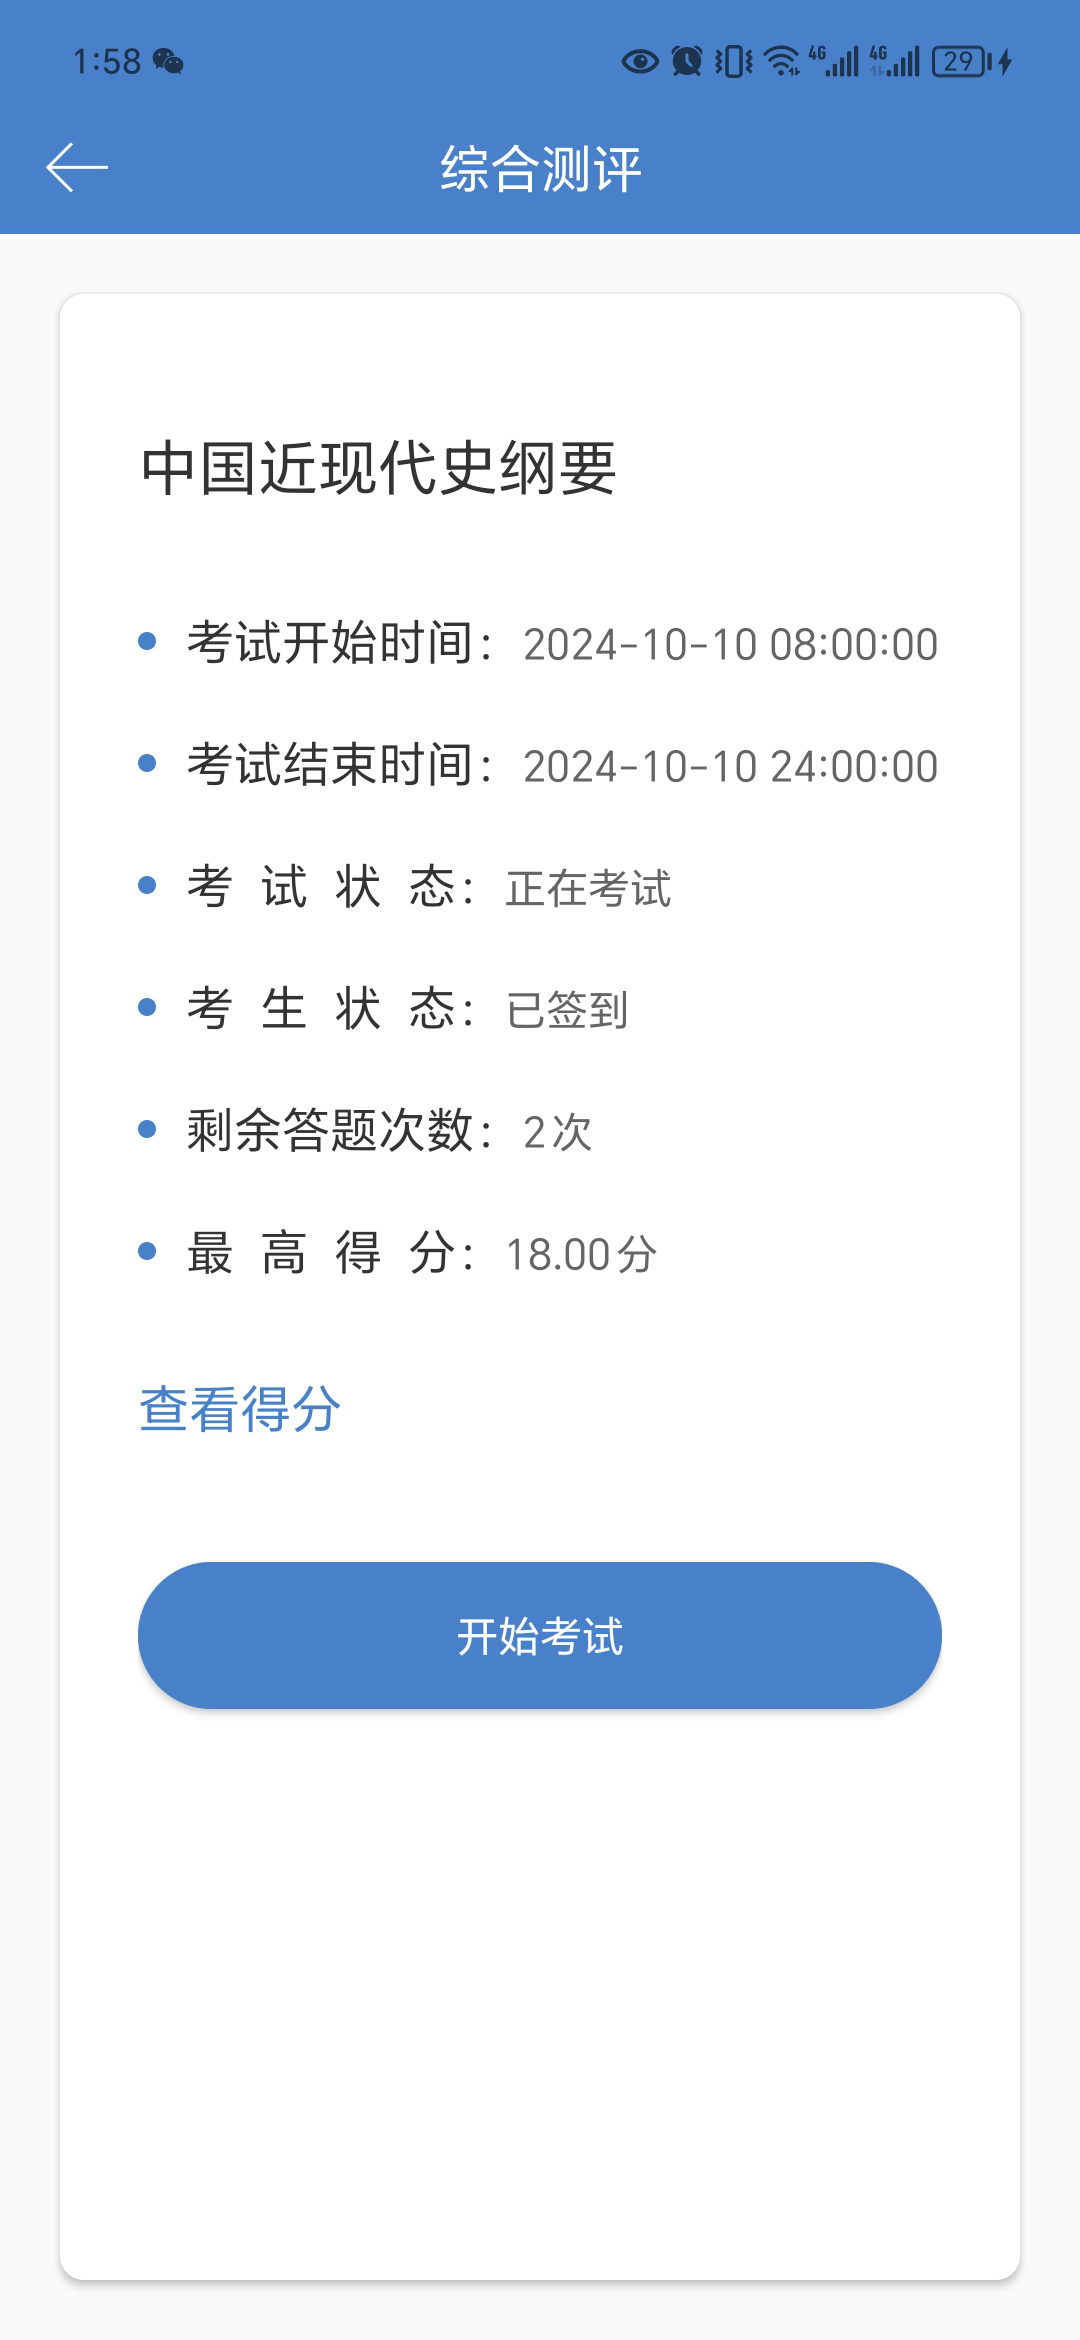 1:58
4G 4G 29
综合测评
中国近现代史纲要
考试开始时间： 2024-10-10 08:00:00
考试结束时间： 2024-10-10 24:00:00
考试状态： 正在考试
考生状态： 已签到
剩余答题次数： 2次
最高得分： 18.00分
查看得分
开始考试